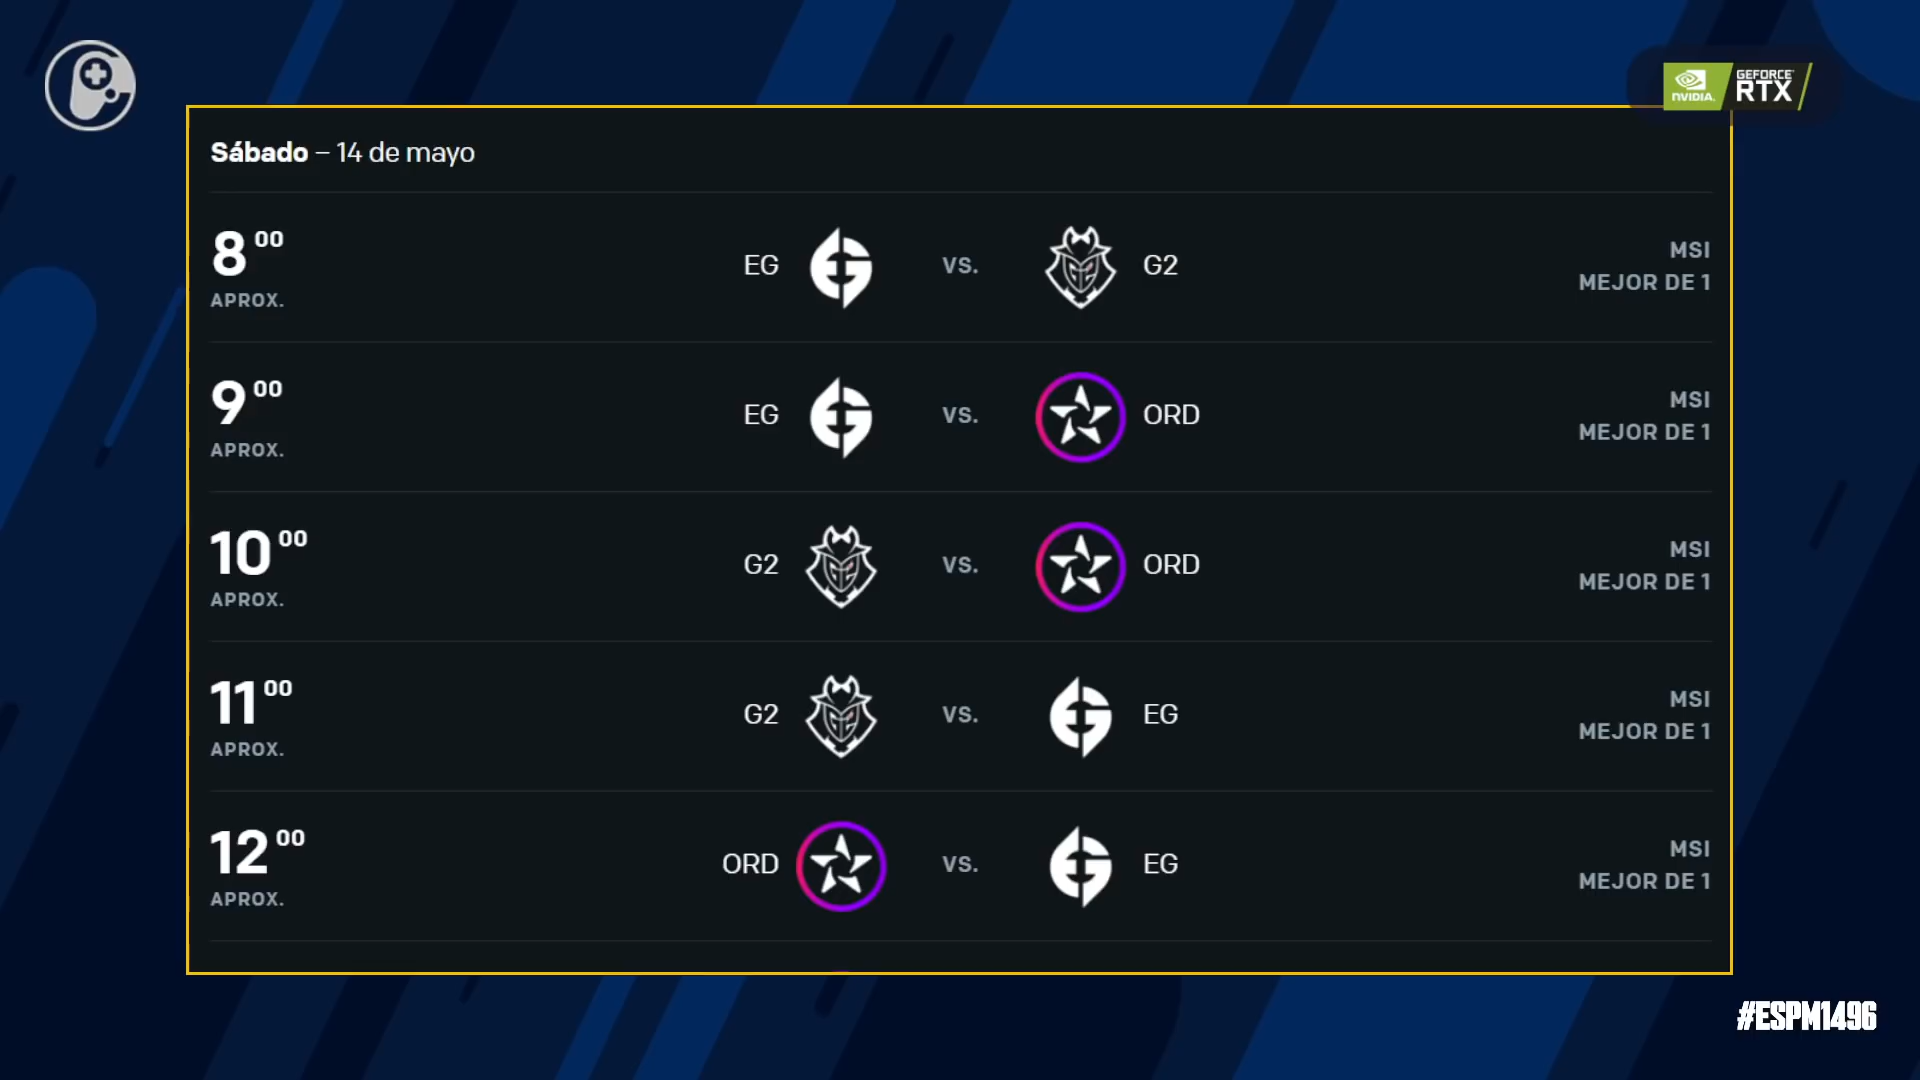 NVIDIA. GEFORCE RTX
Sábado – 14 de mayo
8 00 APROX. EG VS. G2 MSI MEJOR DE 1
9 00 APROX. EG VS. ORD MSI MEJOR DE 1
10 00 APROX. G2 VS. ORD MSI MEJOR DE 1
11 00 APROX. G2 VS. EG MSI MEJOR DE 1
12 00 APROX. ORD VS. EG MSI MEJOR DE 1
#ESPM1496